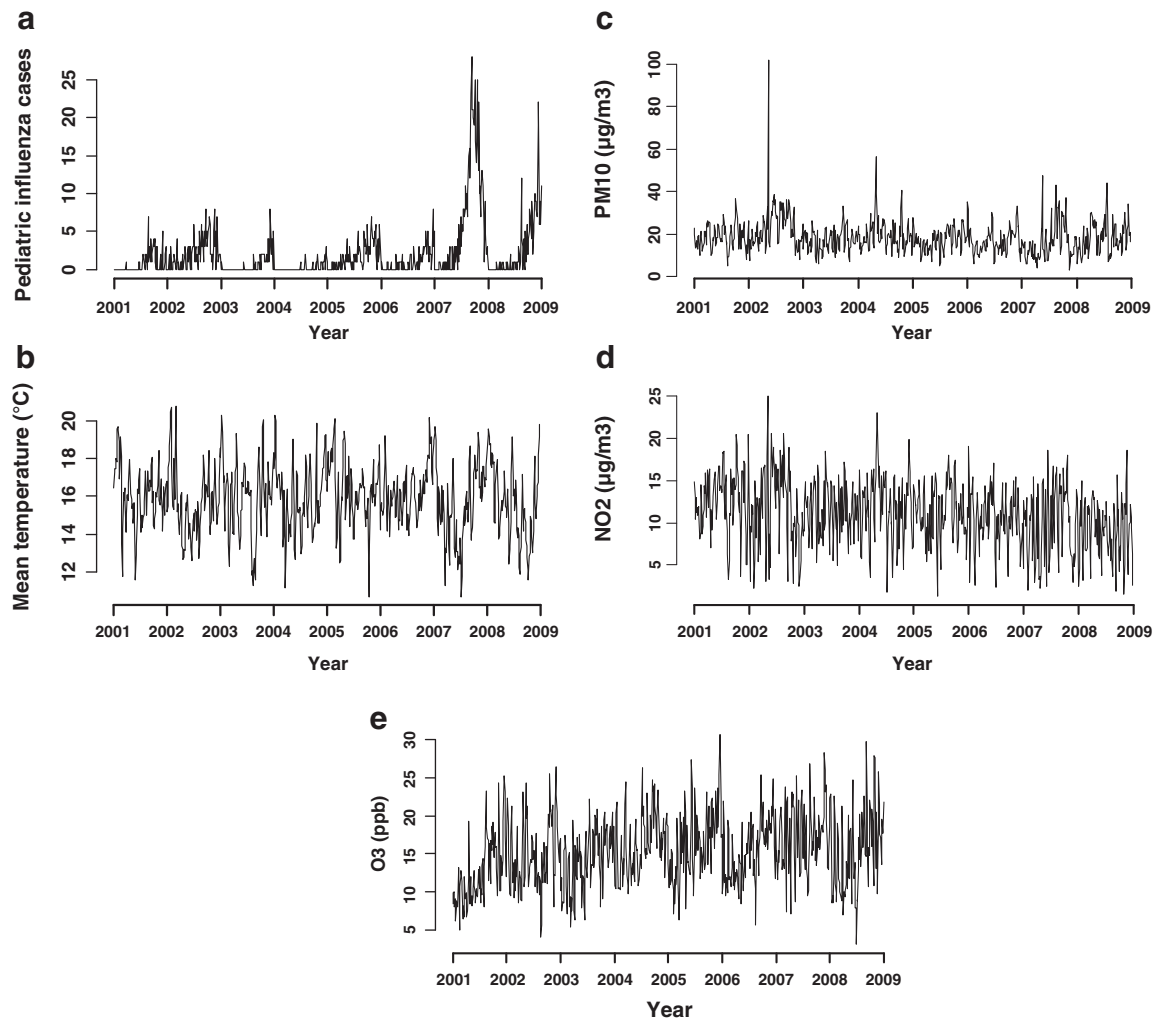 a
Pediatric influenza cases
0 5 10 15 20 25
2001 2002 2003 2004 2005 2006 2007 2008 2009
Year
c
PM10 (µg/m3)
0 20 40 60 80 100
2001 2002 2003 2004 2005 2006 2007 2008 2009
Year
b
Mean temperature (°C)
12 14 16 18 20
2001 2002 2003 2004 2005 2006 2007 2008 2009
Year
d
NO2 (µg/m3)
5 10 15 20 25
2001 2002 2003 2004 2005 2006 2007 2008 2009
Year
e
O3 (ppb)
5 10 15 20 25 30
2001 2002 2003 2004 2005 2006 2007 2008 2009
Year